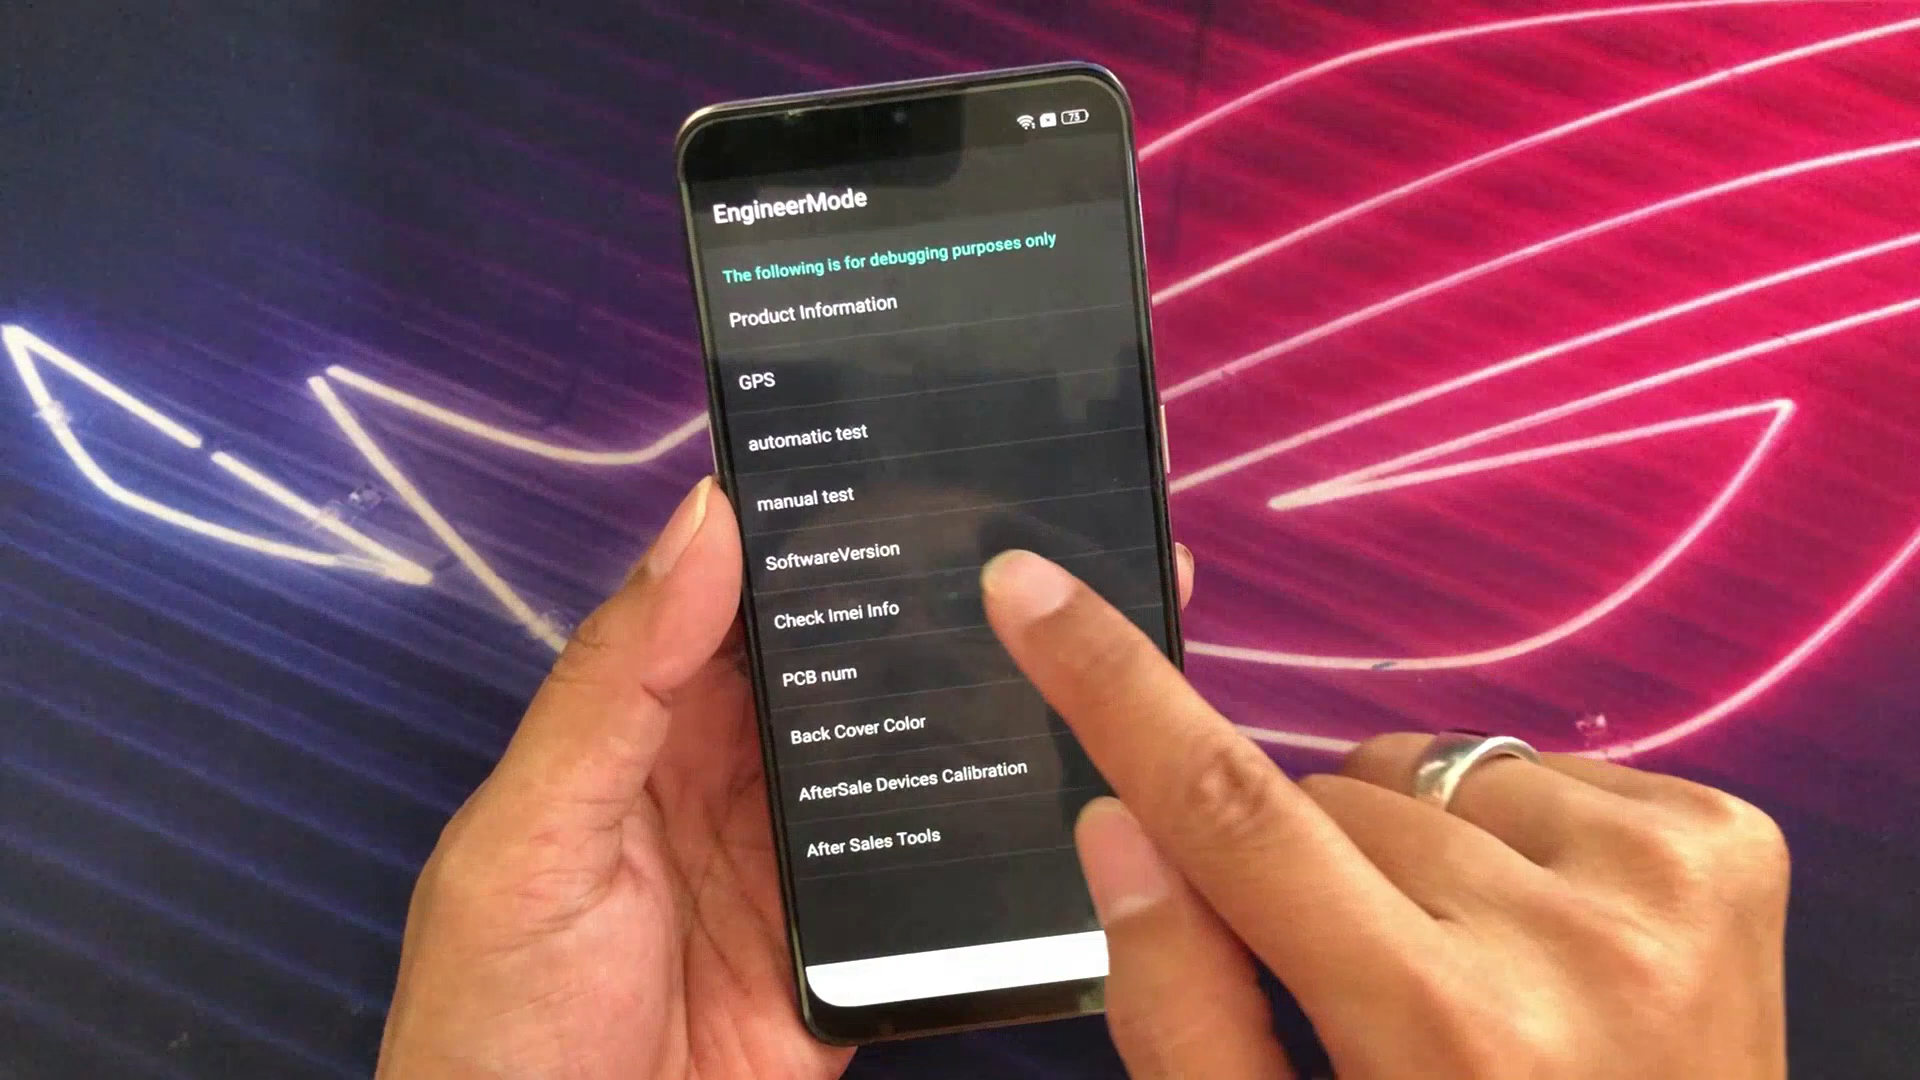 73
EngineerMode
The following is for debugging purposes only
Product Information
GPS
automatic test
manual test
SoftwareVersion
Check Imei Info
PCB num
Back Cover Color
AfterSale Devices Calibration
After Sales Tools